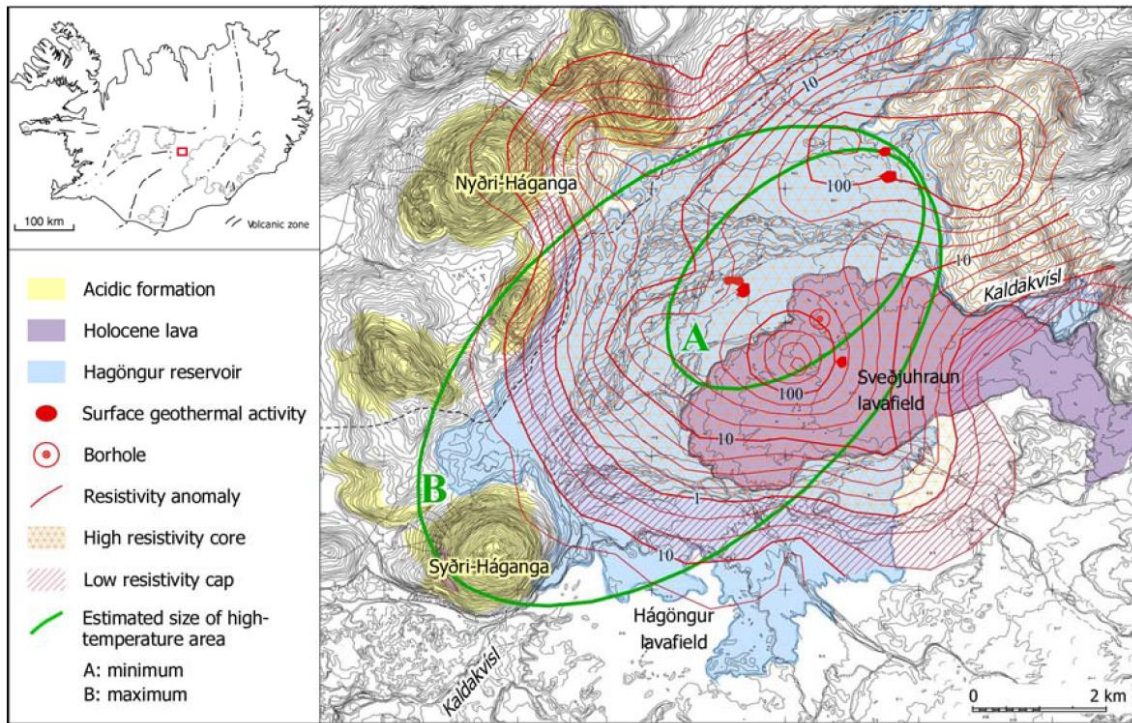 100 km
Volcanic zone
Acidic formation
Holocene lava
Hagöngur reservoir
Surface geothermal activity
Borhole
Resistivity anomaly
High resistivity core
Low resistivity cap
Estimated size of high-
temperature area
A: minimum
B: maximum
10
Nyðri-Háganga
100
10
Kaldakvísl
A
Sveðjuhraun
lavafield
100
10
B
1
Syðri-Háganga
10
Hágöngur
lavafield
Kaldakvísl
0
2 km